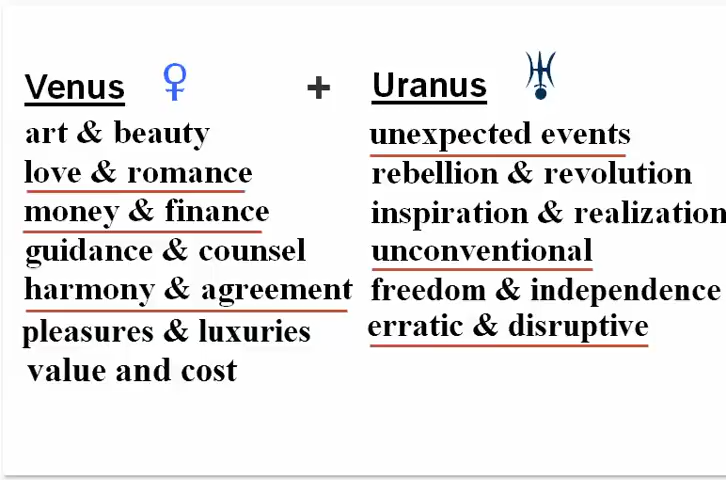 Venus ♀ + Uranus ♅
art & beauty
love & romance
money & finance
guidance & counsel
harmony & agreement
pleasures & luxuries
value and cost
unexpected events
rebellion & revolution
inspiration & realization
unconventional
freedom & independence
erratic & disruptive